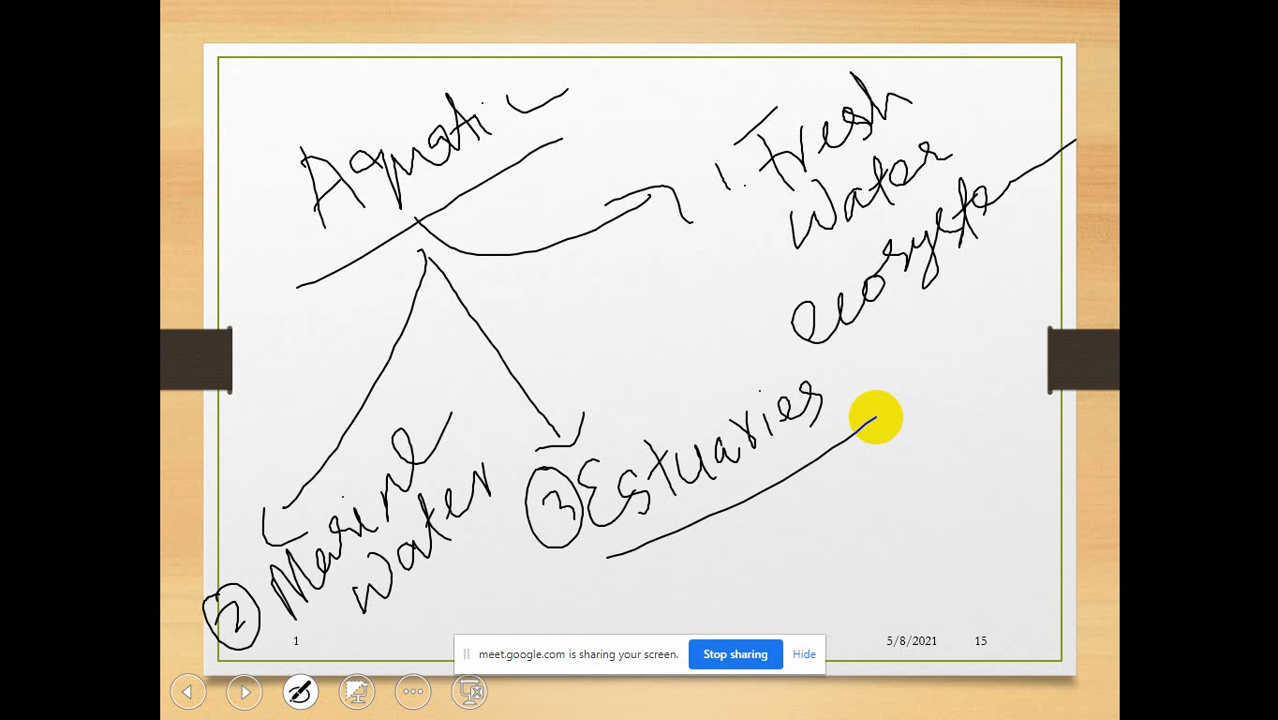 Aquatic
1. Fresh
Water
ecosyste
2 Marine
Water
3 Estuaries
1
5/8/2021
15
meet.google.com is sharing your screen.
Stop sharing
Hide